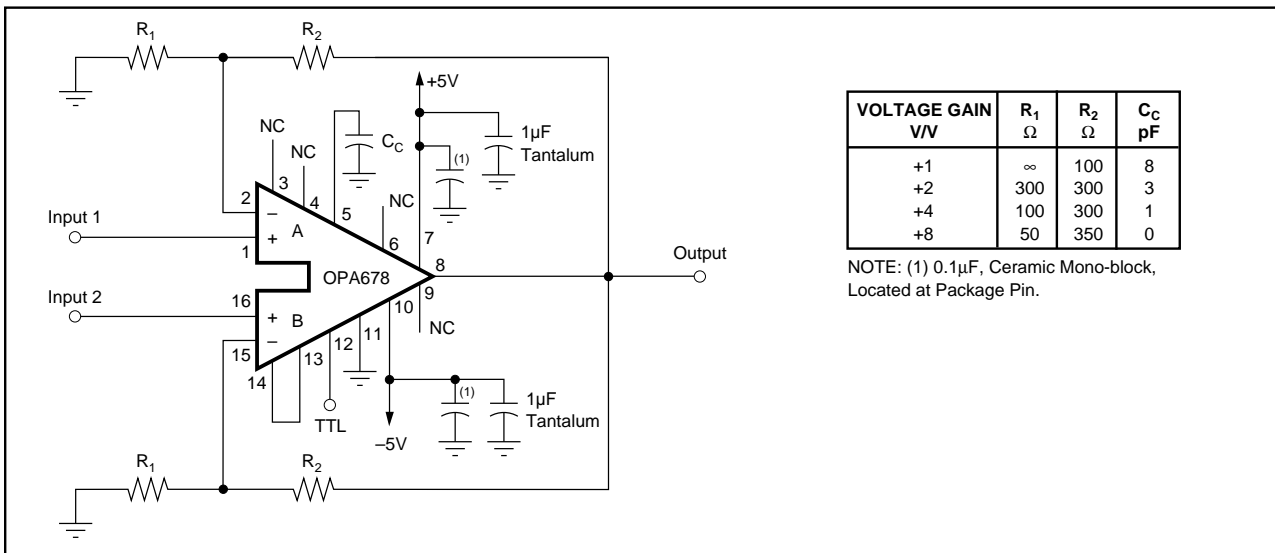 R1
R2
+5V
NC
NC
CC
(1)
1µF
Tantalum
2
3
4
5
NC
Input 1
–
A
+
1
6
7
Output
OPA678
8
Input 2
16
+
B
–
15
9
10
NC
14
13
12
11
TTL
–5V
(1)
1µF
Tantalum
R1
R2
VOLTAGE GAIN R1 R2 CC
V/V Ω Ω pF
+1 ∞ 100 8
+2 300 300 3
+4 100 300 1
+8 50 350 0
NOTE: (1) 0.1µF, Ceramic Mono-block,
Located at Package Pin.